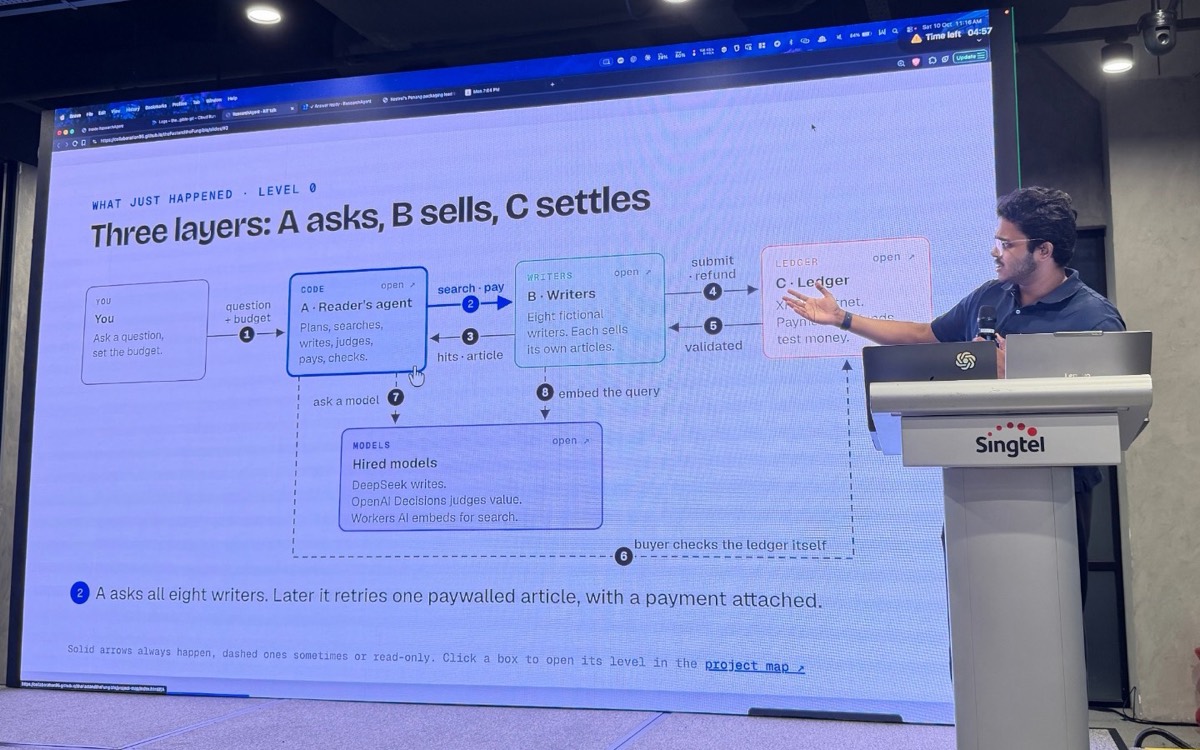 Sat 10 Oct 11:16 AM
Time left 04:57
Update
WHAT JUST HAPPENED · LEVEL 0
Three layers: A asks, B sells, C settles
YOU
You
Ask a question,
set the budget.
question
+ budget
1
CODE
open ↗
A · Reader's agent
Plans, searches,
writes, judges,
pays, checks.
search · pay
2
3
hits · article
WRITERS
open ↗
B · Writers
Eight fictional
writers. Each sells
its own articles.
submit
· refund
4
5
validated
LEDGER
open ↗
C · Ledger
test money.
ask a model
7
8
embed the query
MODELS
open ↗
Hired models
DeepSeek writes.
OpenAI Decisions judges value.
Workers AI embeds for search.
6
buyer checks the ledger itself
2 A asks all eight writers. Later it retries one paywalled article, with a payment attached.
Solid arrows always happen, dashed ones sometimes or read-only. Click a box to open its level in the project map ↗
Singtel